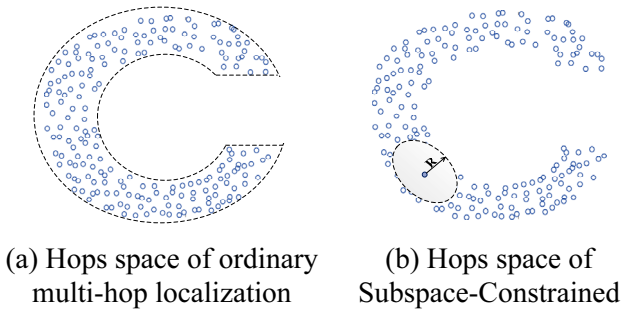 R
(a) Hops space of ordinary
multi-hop localization
(b) Hops space of
Subspace-Constrained